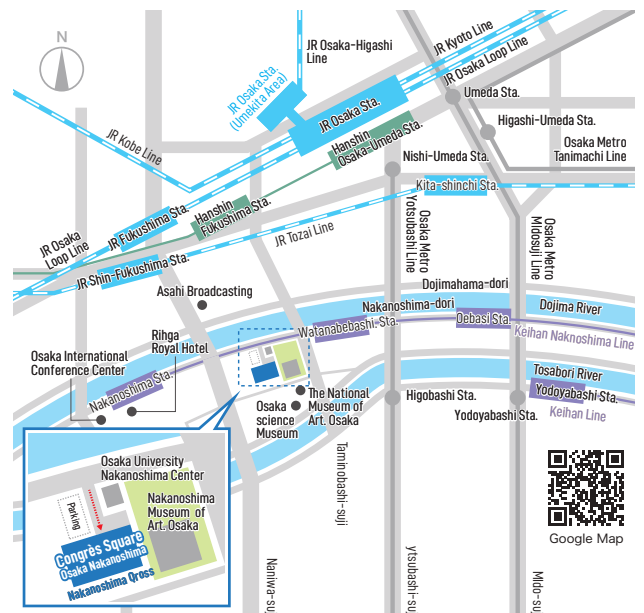 N
JR Osaka-Higashi
Line
JR Kyoto Line
JR Osaka Loop Line
JR Osaka Sta.
(Umekita Area)
JR Osaka Sta.
Umeda Sta.
Higashi-Umeda Sta.
Osaka Metro
Tanimachi Line
JR Kobe Line
Hanshin
Osaka-Umeda Sta.
Nishi-Umeda Sta.
Kita-shinchi Sta.
JR Fukushima Sta.
Hanshin
Fukushima Sta.
JR Tozai Line
JR Osaka
Loop Line
JR Shin-Fukushima Sta.
Osaka Metro
Yotsubashi Line
Osaka Metro
Midosuji Line
Asahi Broadcasting
Dojimahama-dori
Nakanoshima-dori
Dojima River
Watanabebashi. Sta.
Oebasi Sta.
Keihan Naknoshima Line
Rihga
Royal Hotel
Osaka International
Conference Center
Nakanoshima Sta.
Tosabori River
Yodoyabashi Sta.
Keihan Line
The National
Museum of
Art. Osaka
Osaka
science
Museum
Higobashi Sta.
Yodoyabashi Sta.
Taminobashi-suji
Osaka University
Nakanoshima Center
Nakanoshima
Museum of
Art. Osaka
Parking
Congrès Square
Osaka Nakanoshima
Nakanoshima Qross
Naniwa-su
ytsubashi-su
Mido-su
Google Map